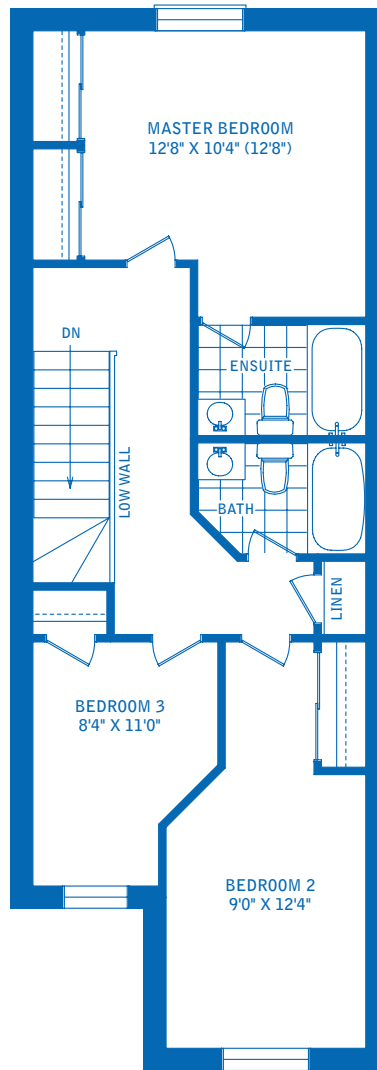 MASTER BEDROOM
12'8" X 10'4" (12'8")
DN
ENSUITE
LOW WALL
BATH
LINEN
BEDROOM 3
8'4" X 11'0"
BEDROOM 2
9'0" X 12'4"